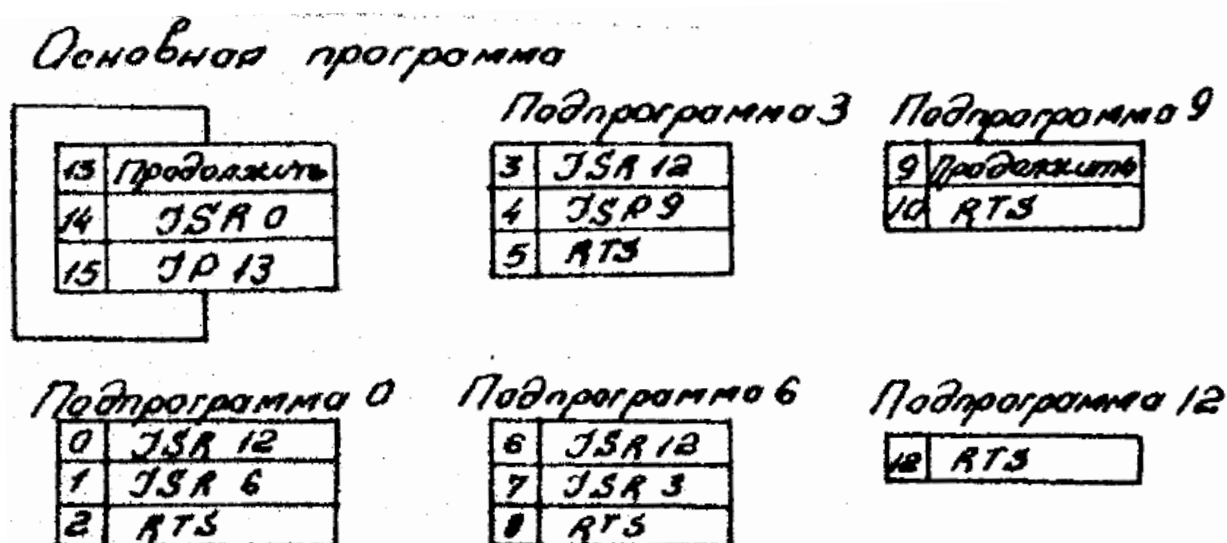 Основная программа
Подпрограмма 3
Подпрограмма 9
13 Продолжить
14 JSR 0
15 JP 13
3 JSR 12
4 JSR 9
5 RTS
9 Продолжить
10 RTS
Подпрограмма 0
Подпрограмма 6
Подпрограмма 12
0 JSR 12
1 JSR 6
2 RTS
6 JSR 12
7 JSR 3
8 RTS
12 RTS